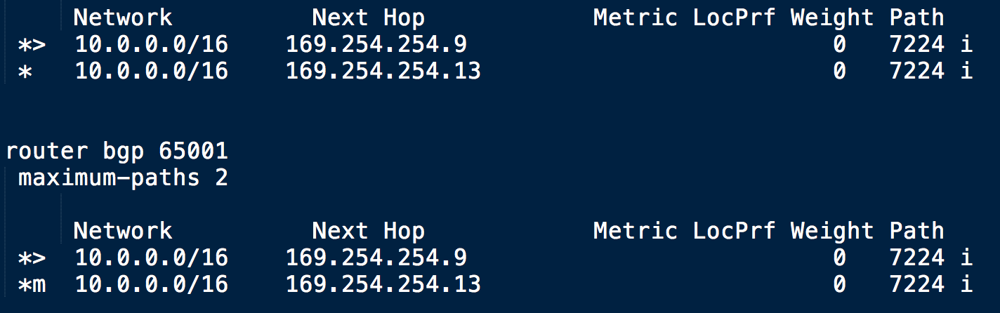 Network Next Hop Metric LocPrf Weight Path
*> 10.0.0.0/16 169.254.254.9 0 7224 i
* 10.0.0.0/16 169.254.254.13 0 7224 i
router bgp 65001
maximum-paths 2
Network Next Hop Metric LocPrf Weight Path
*> 10.0.0.0/16 169.254.254.9 0 7224 i
*m 10.0.0.0/16 169.254.254.13 0 7224 i